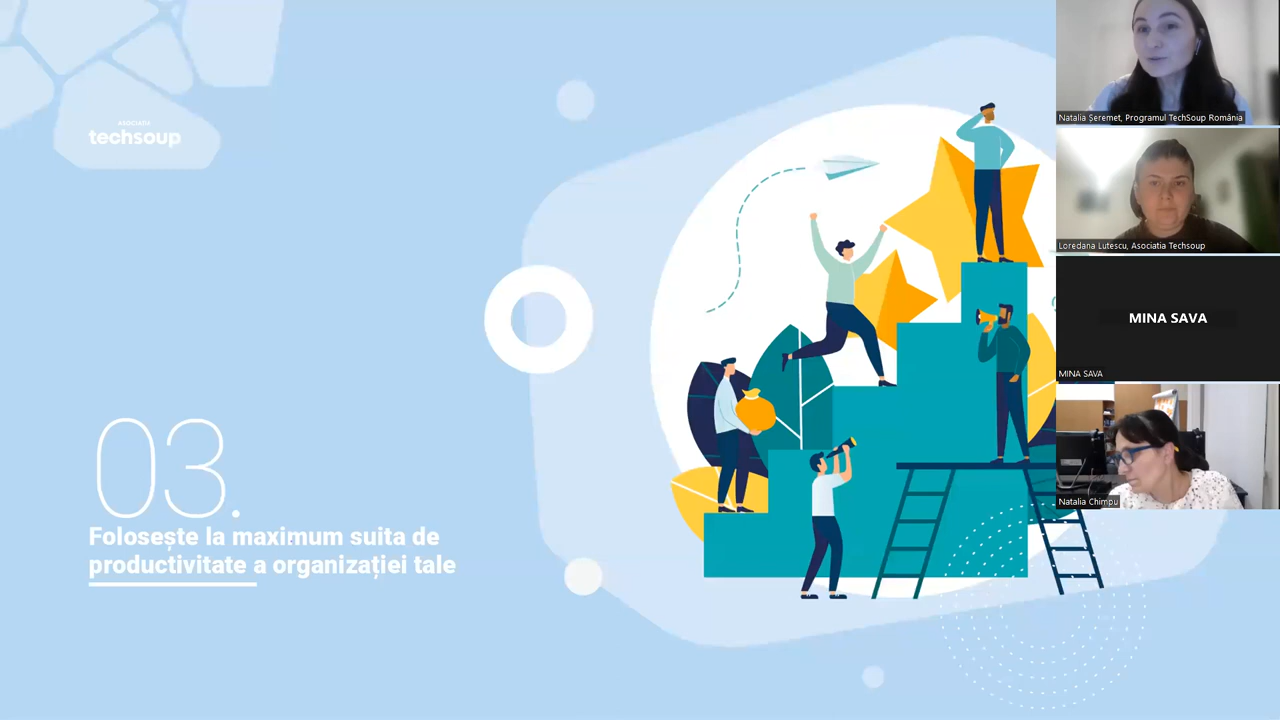 ASOCIAȚIA
techsoup
03.
Folosește la maximum suita de
productivitate a organizației tale
Natalia Șeremet, Programul TechSoup România
Loredana Lutescu, Asociatia Techsoup
MINA SAVA
MINA SAVA
Natalia Chimpu